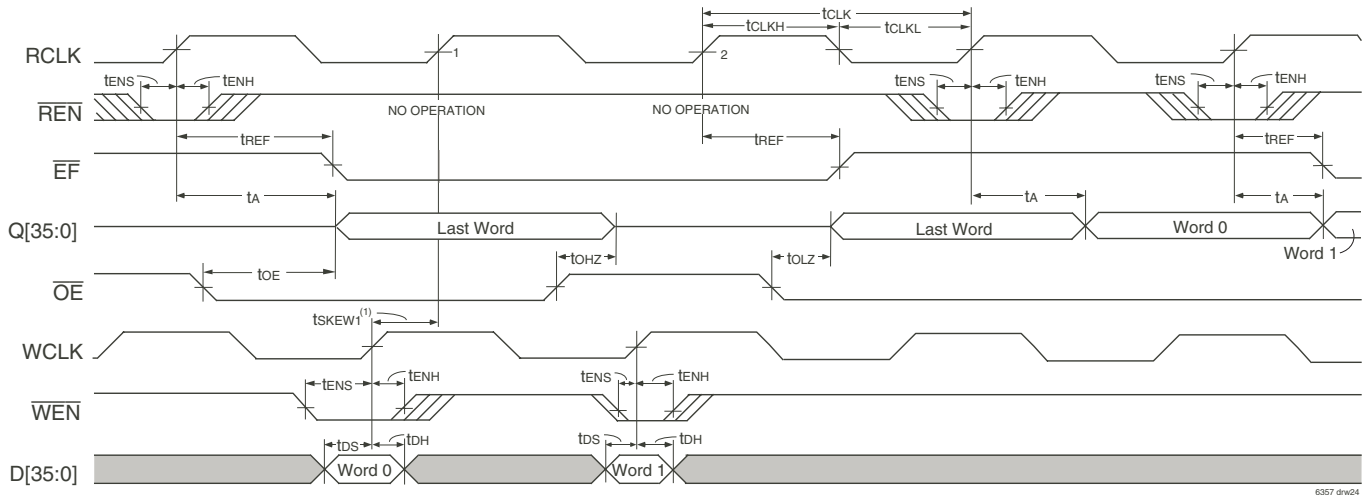 tCLK
tCLKH tCLKL
RCLK 1 2
tENS tENH tENS tENH tENS tENH
REN NO OPERATION NO OPERATION
tREF tREF tREF
EF
tA tA tA
Q[35:0] Last Word Last Word Word 0
Word 1
tOE tOHZ tOLZ
OE
tSKEW1(1)
WCLK
tENS tENH tENS tENH
WEN
tDS tDH tDS tDH
D[35:0] Word 0 Word 1
6357 drw24